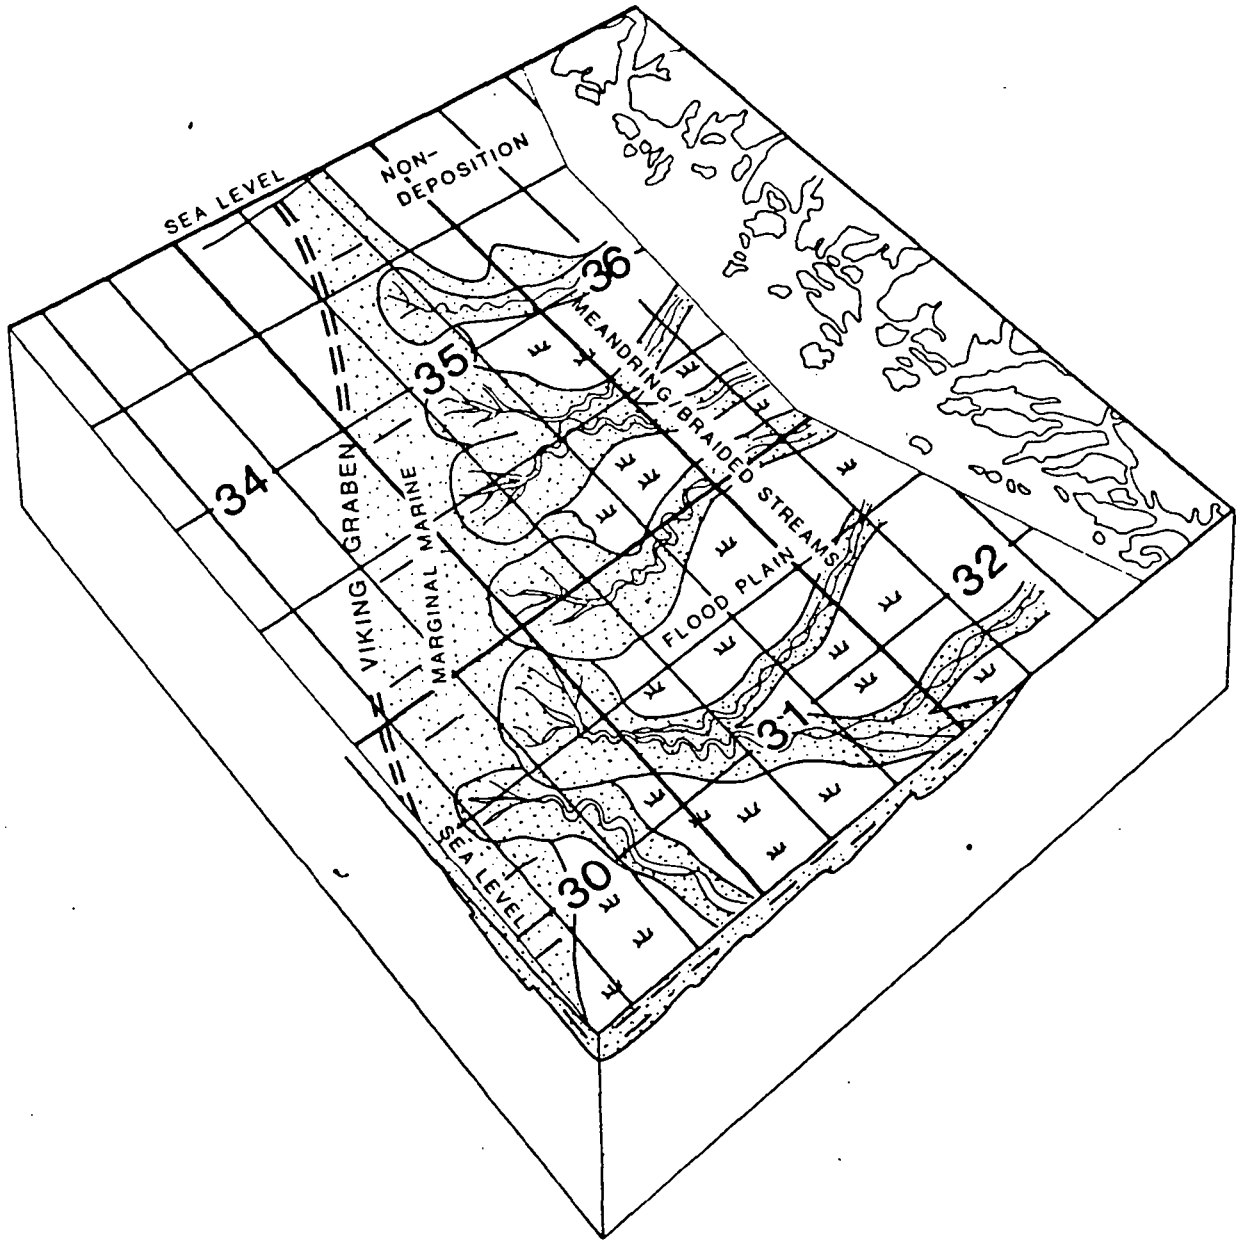 SEA LEVEL
NON-
DEPOSITION
36
35
34
MEANDRING/BRAIDED STREAMS
VIKING GRABEN
MARGINAL MARINE
FLOOD PLAIN
32
31
SEA LEVEL
30